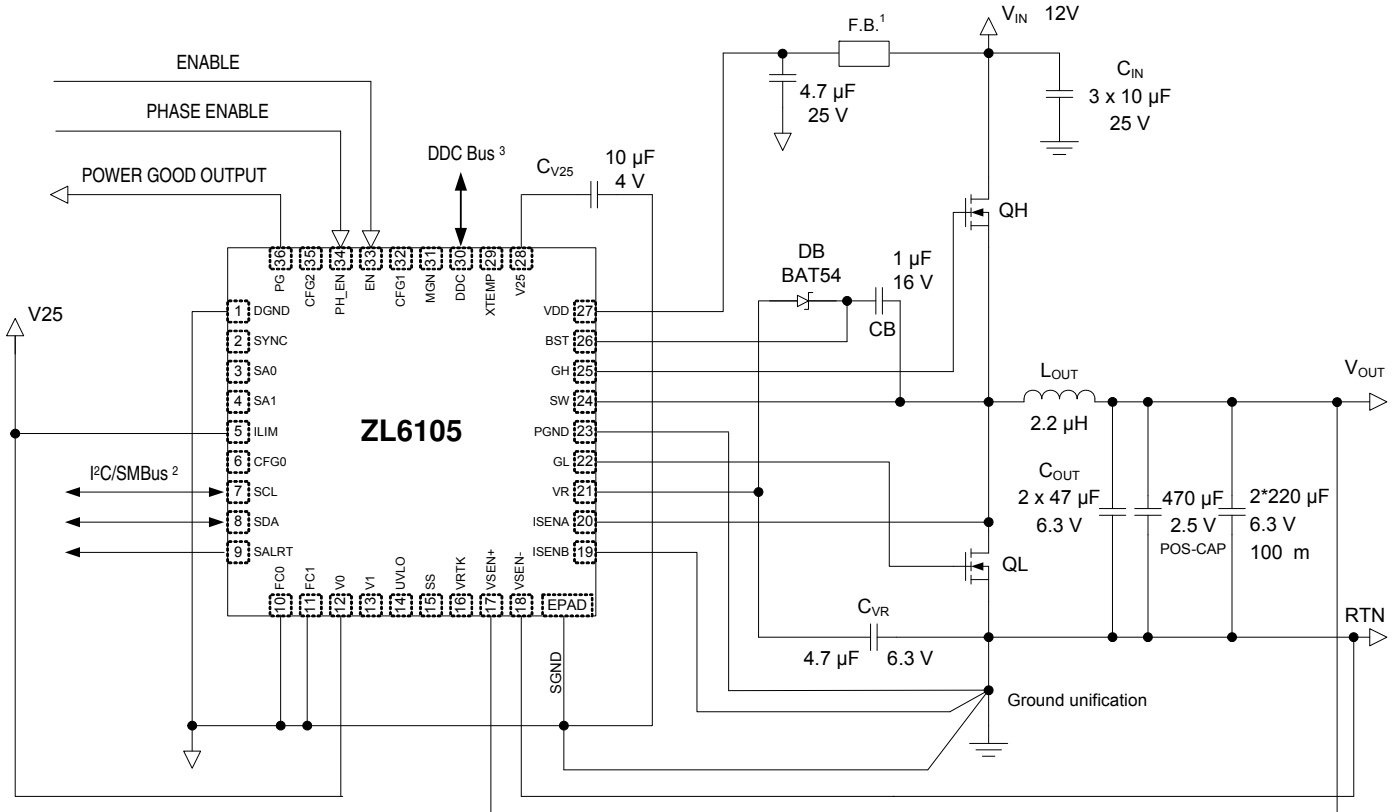 ENABLE
PHASE ENABLE
POWER GOOD OUTPUT
DDC Bus ³
C_V25
10 µF
4 V
4.7 µF
25 V
F.B.¹
V_IN 12V
C_IN
3 x 10 µF
25 V
QH
DB
BAT54
1 µF
16 V
CB
L_OUT
2.2 µH
V_OUT
C_OUT
2 x 47 µF
6.3 V
470 µF
2.5 V
POS-CAP
2*220 µF
6.3 V
100 m
QL
RTN
C_VR
4.7 µF 6.3 V
Ground unification
V25
I²C/SMBus ²
ZL6105
36 PG
35 CFG2
34 PH_EN
33 EN
32 CFG1
31 MGN
30 DDC
29 XTEMP
28 V25
1 DGND
2 SYNC
3 SA0
4 SA1
5 ILIM
6 CFG0
7 SCL
8 SDA
9 SALRT
10 FC0
11 FC1
12 V0
13 V1
14 UVLO
15 SS
16 VRTK
17 VSEN+
18 VSEN-
EPAD
SGND
VDD 27
BST 26
GH 25
SW 24
PGND 23
GL 22
VR 21
ISENA 20
ISENB 19